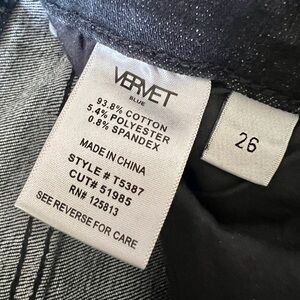 VERVET
BLUE
93.8% COTTON
5.4% POLYESTER
0.8% SPANDEX
MADE IN CHINA
STYLE # T5387
CUT# 51985
RN# 125813
SEE REVERSE FOR CARE
26